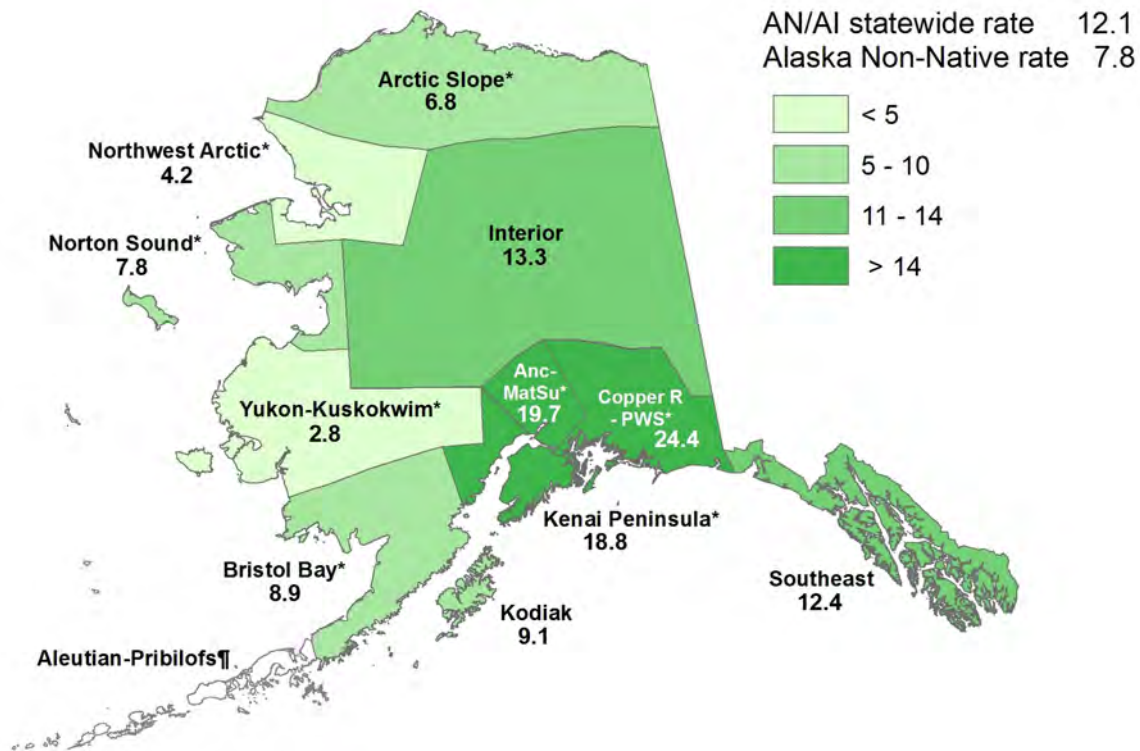 AN/AI statewide rate 12.1
Alaska Non-Native rate 7.8
< 5
5 - 10
11 - 14
> 14
Arctic Slope*
6.8
Northwest Arctic*
4.2
Norton Sound*
7.8
Interior
13.3
Anc-
MatSu*
19.7
Copper R
- PWS*
24.4
Yukon-Kuskokwim*
2.8
Kenai Peninsula*
18.8
Bristol Bay*
8.9
Kodiak
9.1
Southeast
12.4
Aleutian-Pribilofs¶